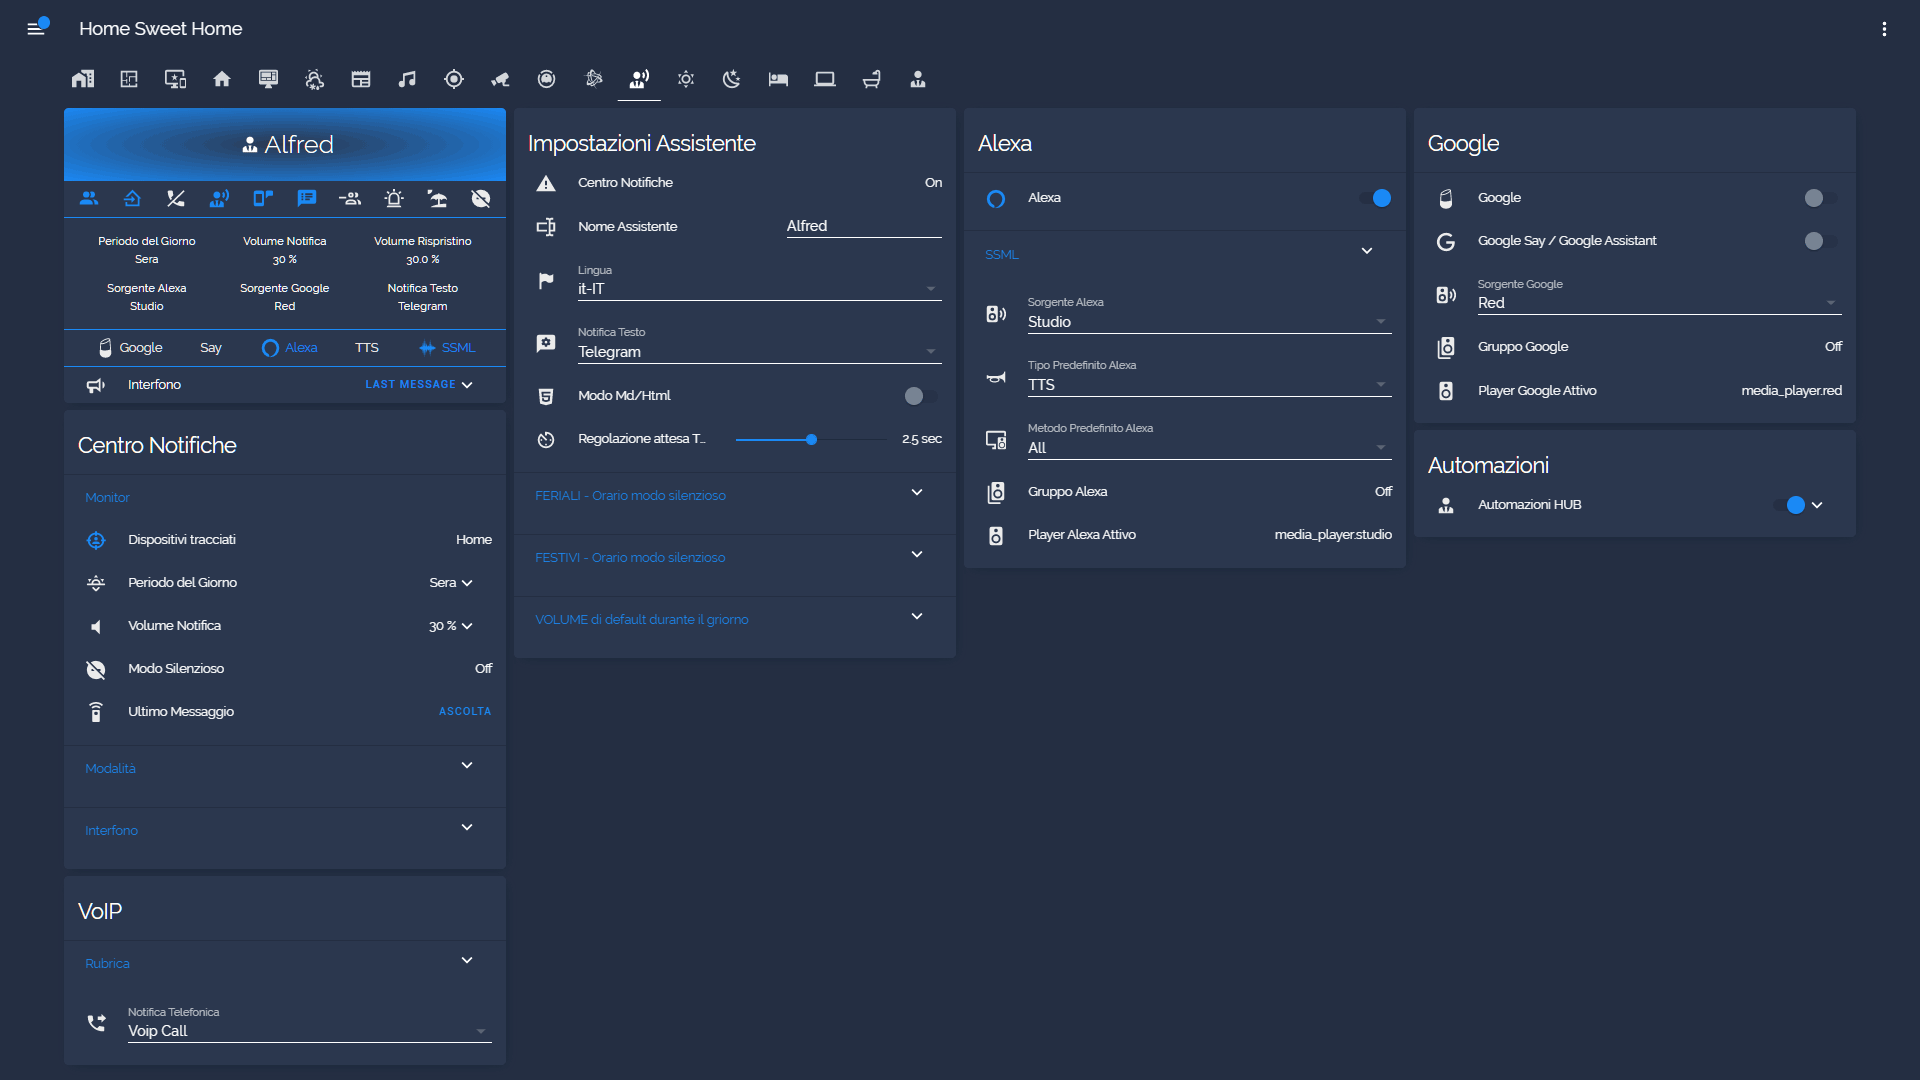 Home Sweet Home
Alfred
Periodo del Giorno
Sera
Volume Notifica
30 %
Volume Rispristino
30.0 %
Sorgente Alexa
Studio
Sorgente Google
Red
Notifica Testo
Telegram
Google Say Alexa TTS SSML
Interfono LAST MESSAGE
Centro Notifiche
Monitor
Dispositivi tracciati Home
Periodo del Giorno Sera
Volume Notifica 30 %
Modo Silenzioso Off
Ultimo Messaggio ASCOLTA
Modalità
Interfono
VoIP
Rubrica
Notifica Telefonica
Voip Call
Impostazioni Assistente
Centro Notifiche On
Nome Assistente Alfred
Lingua
it-IT
Notifica Testo
Telegram
Modo Md/Html
Regolazione attesa T... 2.5 sec
FERIALI - Orario modo silenzioso
FESTIVI - Orario modo silenzioso
VOLUME di default durante il griorno
Alexa
Alexa
SSML
Sorgente Alexa
Studio
Tipo Predefinito Alexa
TTS
Metodo Predefinito Alexa
All
Gruppo Alexa Off
Player Alexa Attivo media_player.studio
Google
Google
Google Say / Google Assistant
Sorgente Google
Red
Gruppo Google Off
Player Google Attivo media_player.red
Automazioni
Automazioni HUB